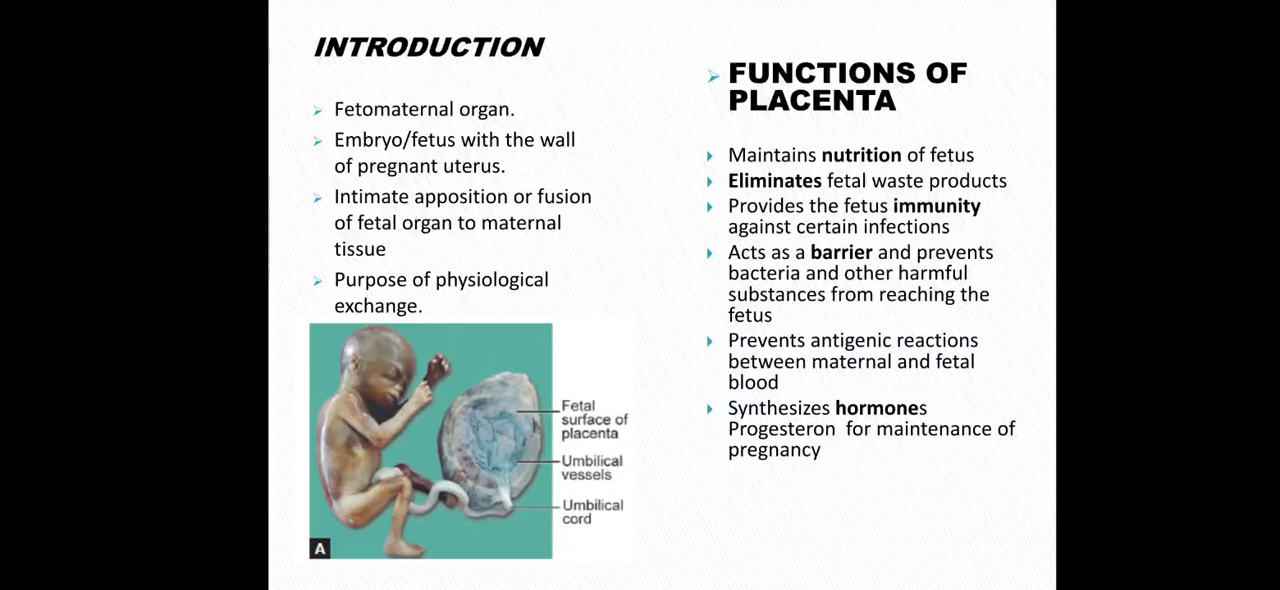 INTRODUCTION
Fetomaternal organ.
Embryo/fetus with the wall
of pregnant uterus.
Intimate apposition or fusion
of fetal organ to maternal
tissue
Purpose of physiological
exchange.
Fetal
surface of
placenta
Umbilical
vessels
Umbilical
cord
A
FUNCTIONS OF
PLACENTA
Maintains nutrition of fetus
Eliminates fetal waste products
Provides the fetus immunity
against certain infections
Acts as a barrier and prevents
bacteria and other harmful
substances from reaching the
fetus
Prevents antigenic reactions
between maternal and fetal
blood
Synthesizes hormones
Progesteron for maintenance of
pregnancy